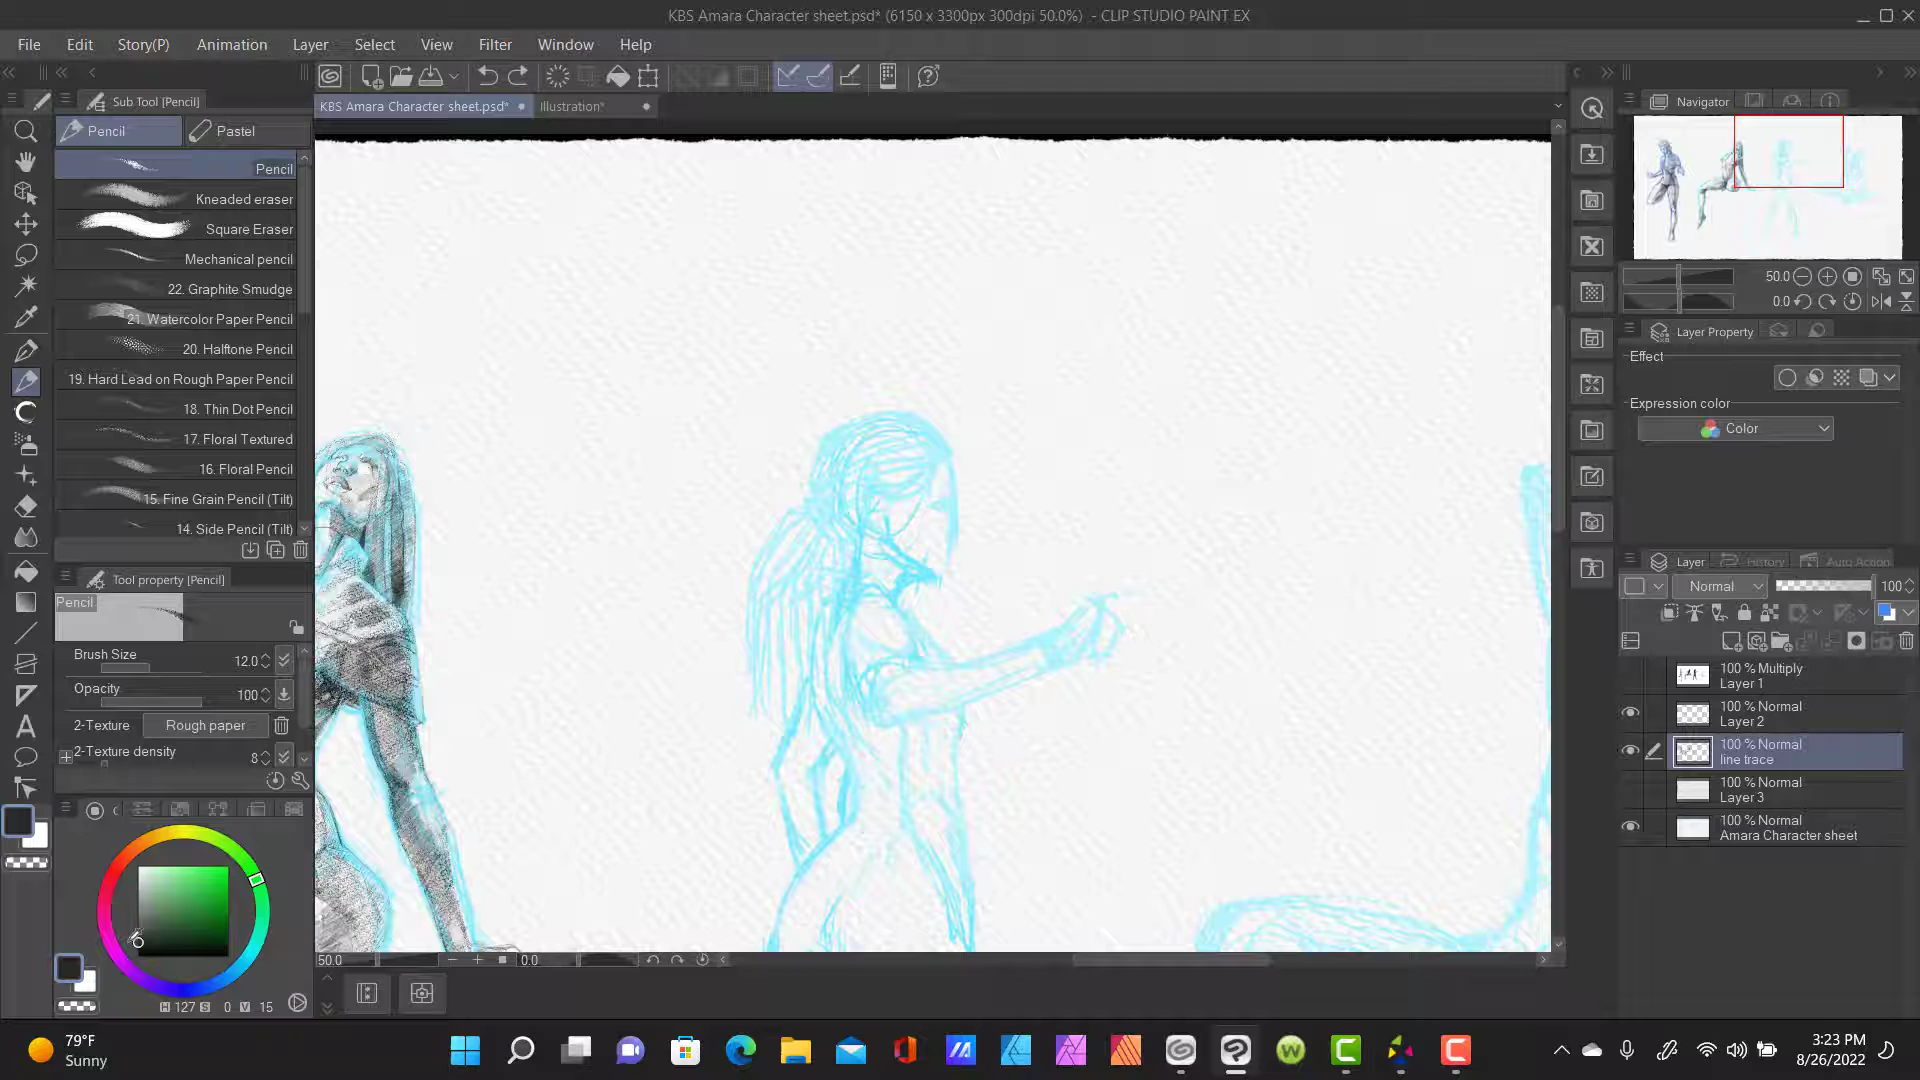 KBS Amara Character sheet.psd* (6150 x 3300px 300dpi 50.0%) - CLIP STUDIO PAINT EX
File Edit Story(P) Animation Layer Select View Filter Window Help
Sub Tool [Pencil]
KBS Amara Character sheet.psd*
Illustration*
Navigator
Pencil
Pastel
Pencil
Kneaded eraser
Square Eraser
Mechanical pencil
22. Graphite Smudge
21. Watercolor Paper Pencil
20. Halftone Pencil
19. Hard Lead on Rough Paper Pencil
18. Thin Dot Pencil
17. Floral Textured
16. Floral Pencil
15. Fine Grain Pencil (Tilt)
14. Side Pencil (Tilt)
50.0
0.0
Layer Property
Effect
Expression color
Color
Tool property [Pencil]
Pencil
Brush Size
12.0
Opacity
100
2-Texture
Rough paper
2-Texture density
8
Layer
History
Auto Action
Normal
100
100 % Multiply
Layer 1
100 % Normal
Layer 2
100 % Normal
line trace
100 % Normal
Layer 3
100 % Normal
Amara Character sheet
50.0
0.0
H 127 S 0 V 15
79°F
Sunny
3:23 PM
8/26/2022